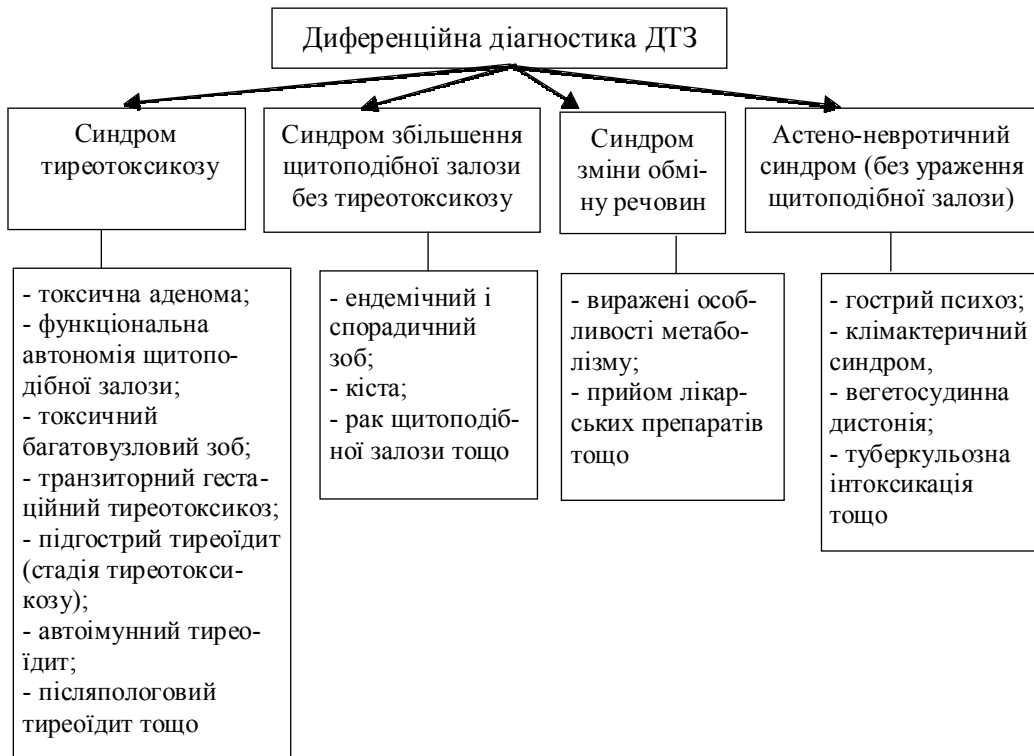 Диференційна діагностика ДТЗ
Синдром
тиреотоксикозу
Синдром збільшення
щитоподібної залози
без тиреотоксикозу
Синдром
зміни обмі-
ну речовин
Астено-невротичний
синдром (без ураження
щитоподібної залози)
- токсична аденома;
- функціональна
автономія щитопо-
дібної залози;
- токсичний
багатовузловий зоб;
- транзиторний геста-
ційний тиреотоксикоз;
- підгострий тиреоїдит
(стадія тиреотокси-
козу);
- автоімунний тирео-
їдит;
- післяпологовий
тиреоїдит тощо
- ендемічний і
спорадичний
зоб;
- кіста;
- рак щитоподіб-
ної залози тощо
- виражені особ-
ливості метабо-
лізму;
- прийом лікар-
ських препаратів
тощо
- гострий психоз;
- клімактеричний
синдром,
- вегетосудинна
дистонія;
- туберкульозна
інтоксикація
тощо